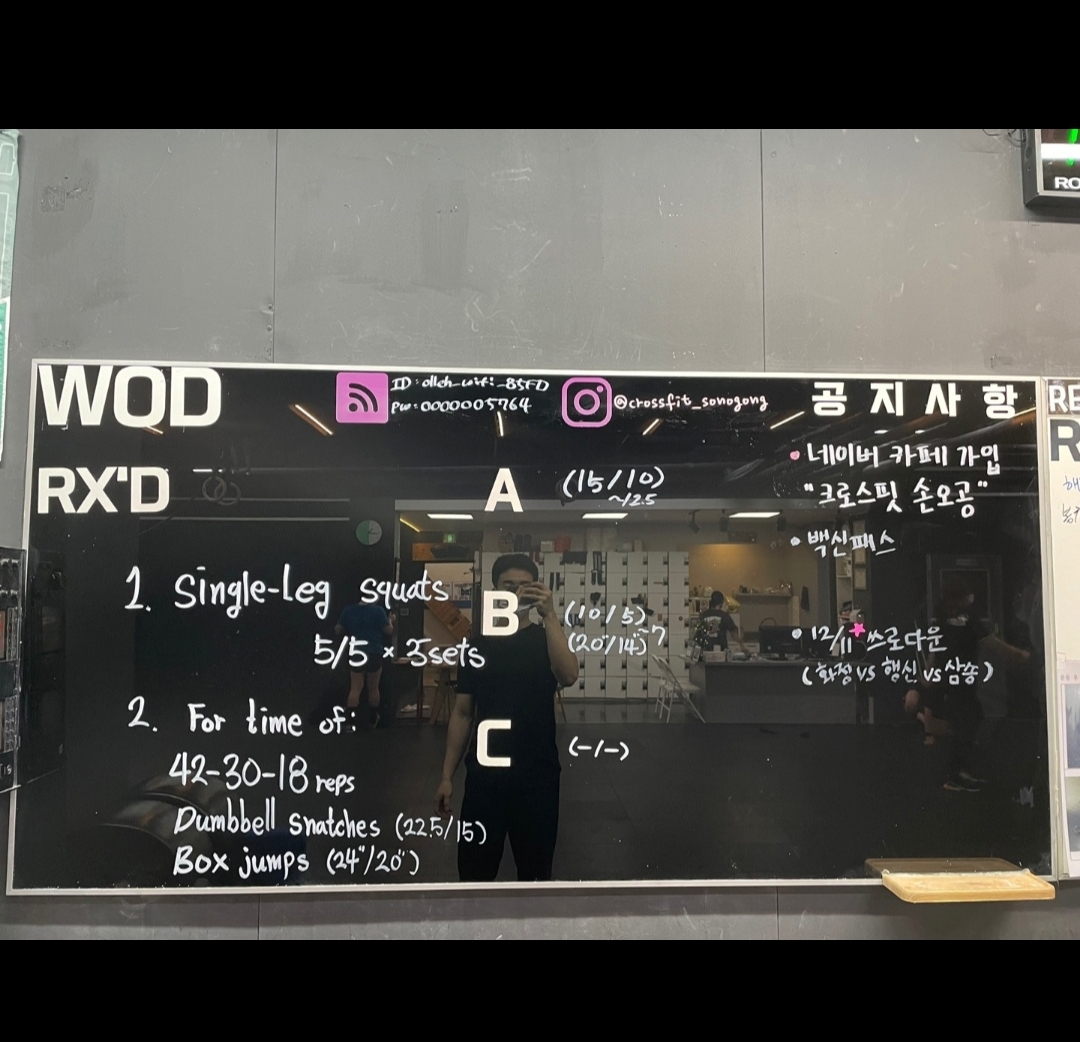 WOD
ID : olleh_wifi_85FD
PW : 0000005764
@crossfit_sonogong
RX'D
1. Single-Leg squats
5/5 × 3sets
2. For time of:
42-30-18 reps
Dumbbell snatches (22.5/15)
Box jumps (24"/20")
A (15/10)
~12.5
B (10/5)
(20"/14") 7
C (-/-)
공지사항
• 네이버 카페 가입
"크로스핏 손오공"
• 백신패스
• 12/11 쓰로다운
(화정 vs 행신 vs 삼송)
RE
R
RO